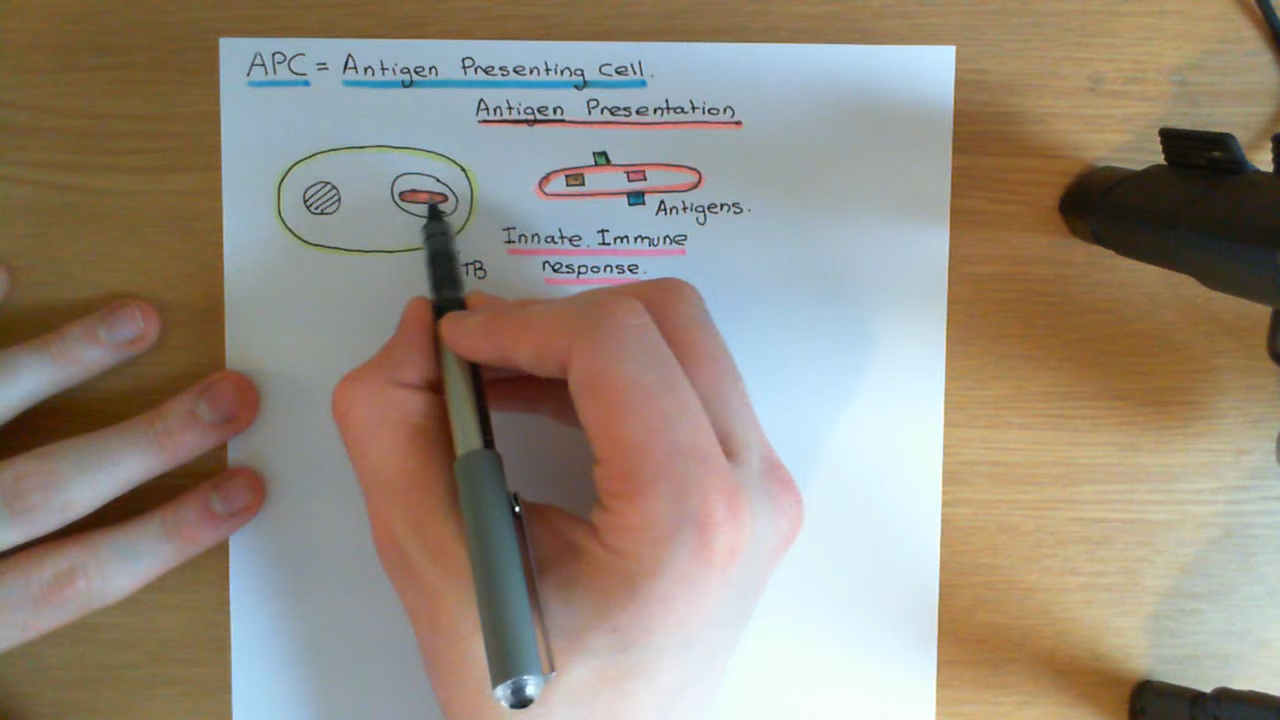 APC = Antigen Presenting Cell.
Antigen Presentation
Antigens.
Innate Immune
response.
TB